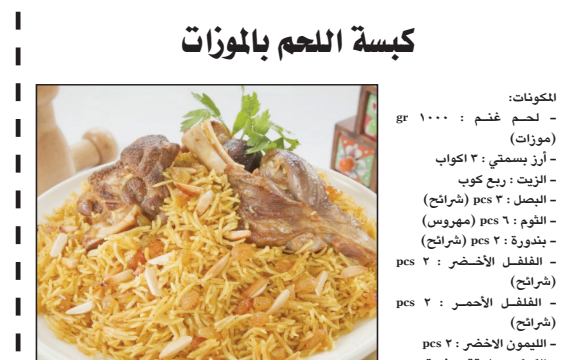 كبسة اللحم بالموزات
المكونات:
- لحم غنم : ١٠٠٠ gr
(موزات)
- أرز بسمتي : ٣ اكواب
- الزيت : ربع كوب
- البصل : ٣ pcs (شرائح)
- الثوم : ٦ pcs (مهروس)
- بندورة : ٢ pcs (شرائح)
- الفلفل الأخضر : ٢ pcs
(شرائح)
- الفلفل الأحمر : ٢ pcs
(شرائح)
- الليمون الاخضر : ٢ pcs